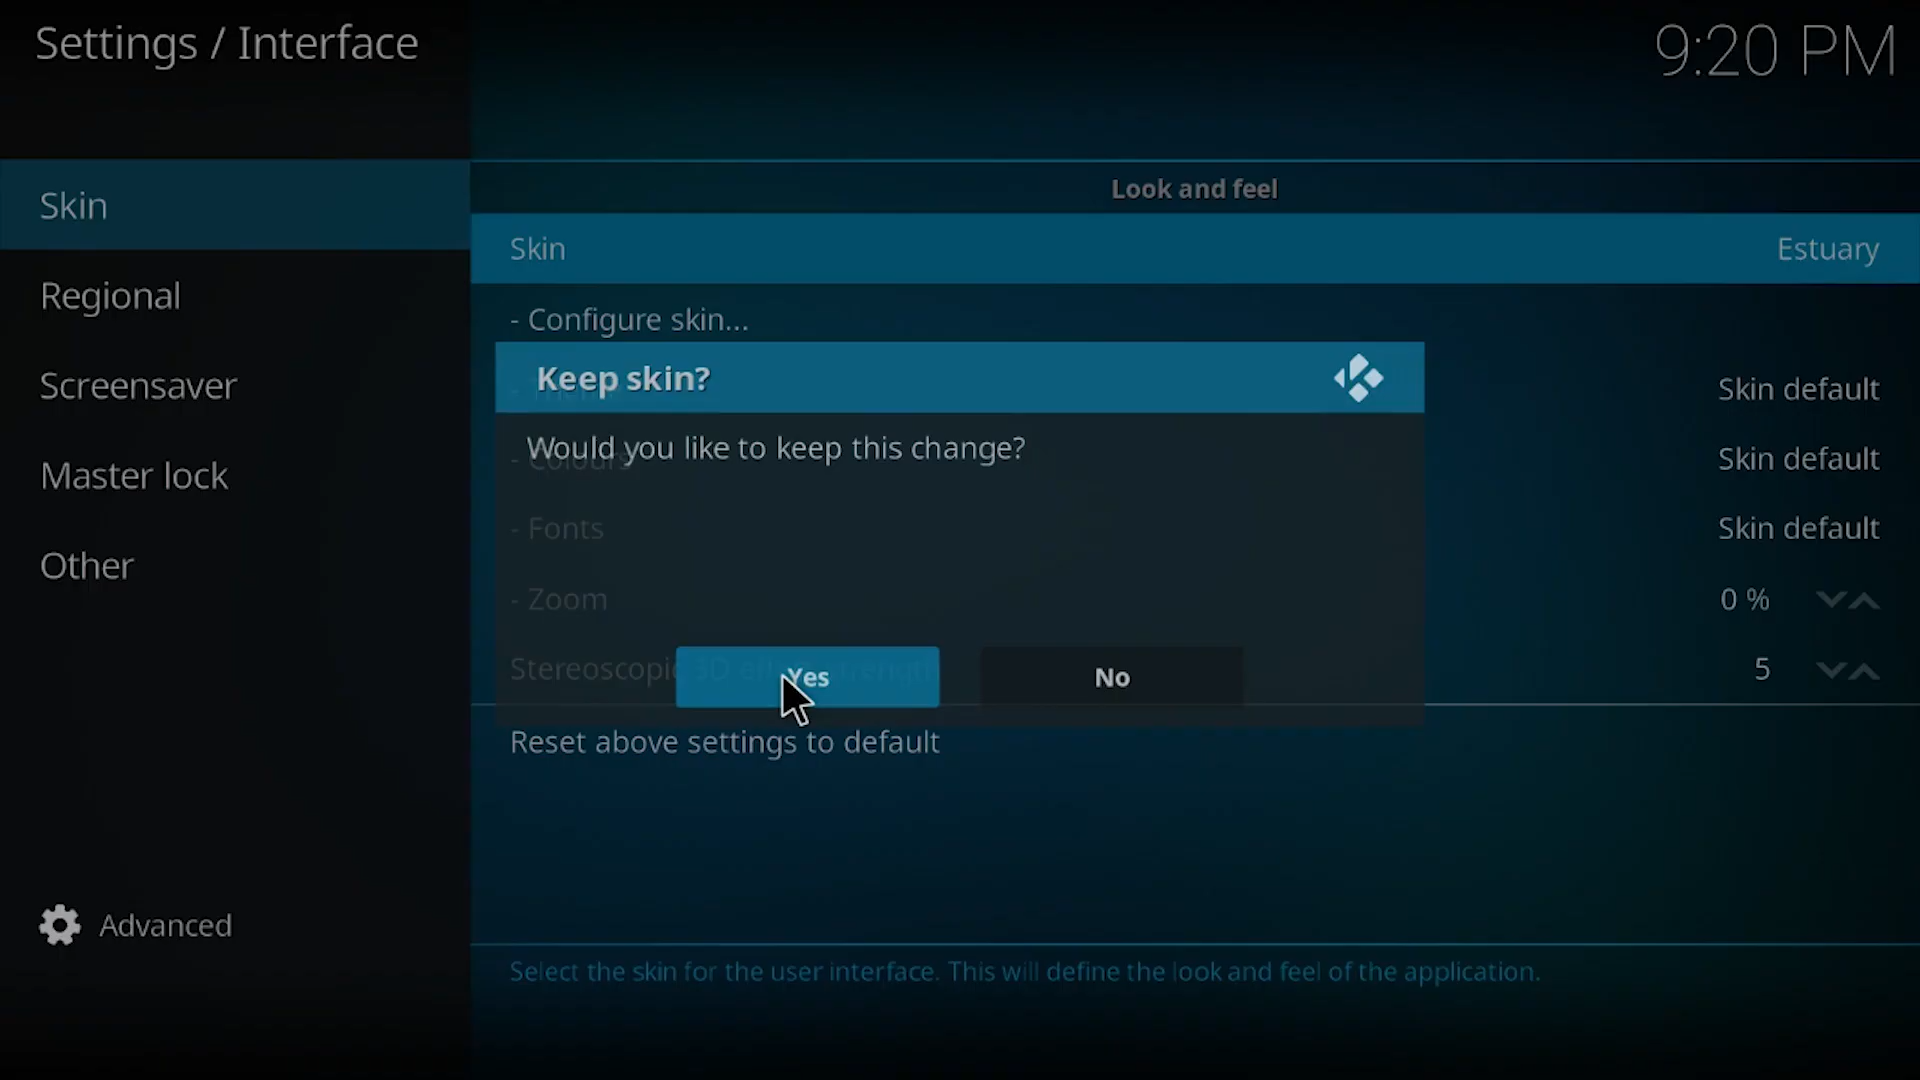 Settings / Interface
9:20 PM
Skin
Regional
Screensaver
Master lock
Other
Advanced
Look and feel
Skin Estuary
- Configure skin...
Keep skin?
Skin default
Would you like to keep this change?
- Colours Skin default
- Fonts Skin default
- Zoom 0 %
Stereoscopic 3D 5
Yes No
Reset above settings to default
Select the skin for the user interface. This will define the look and feel of the application.